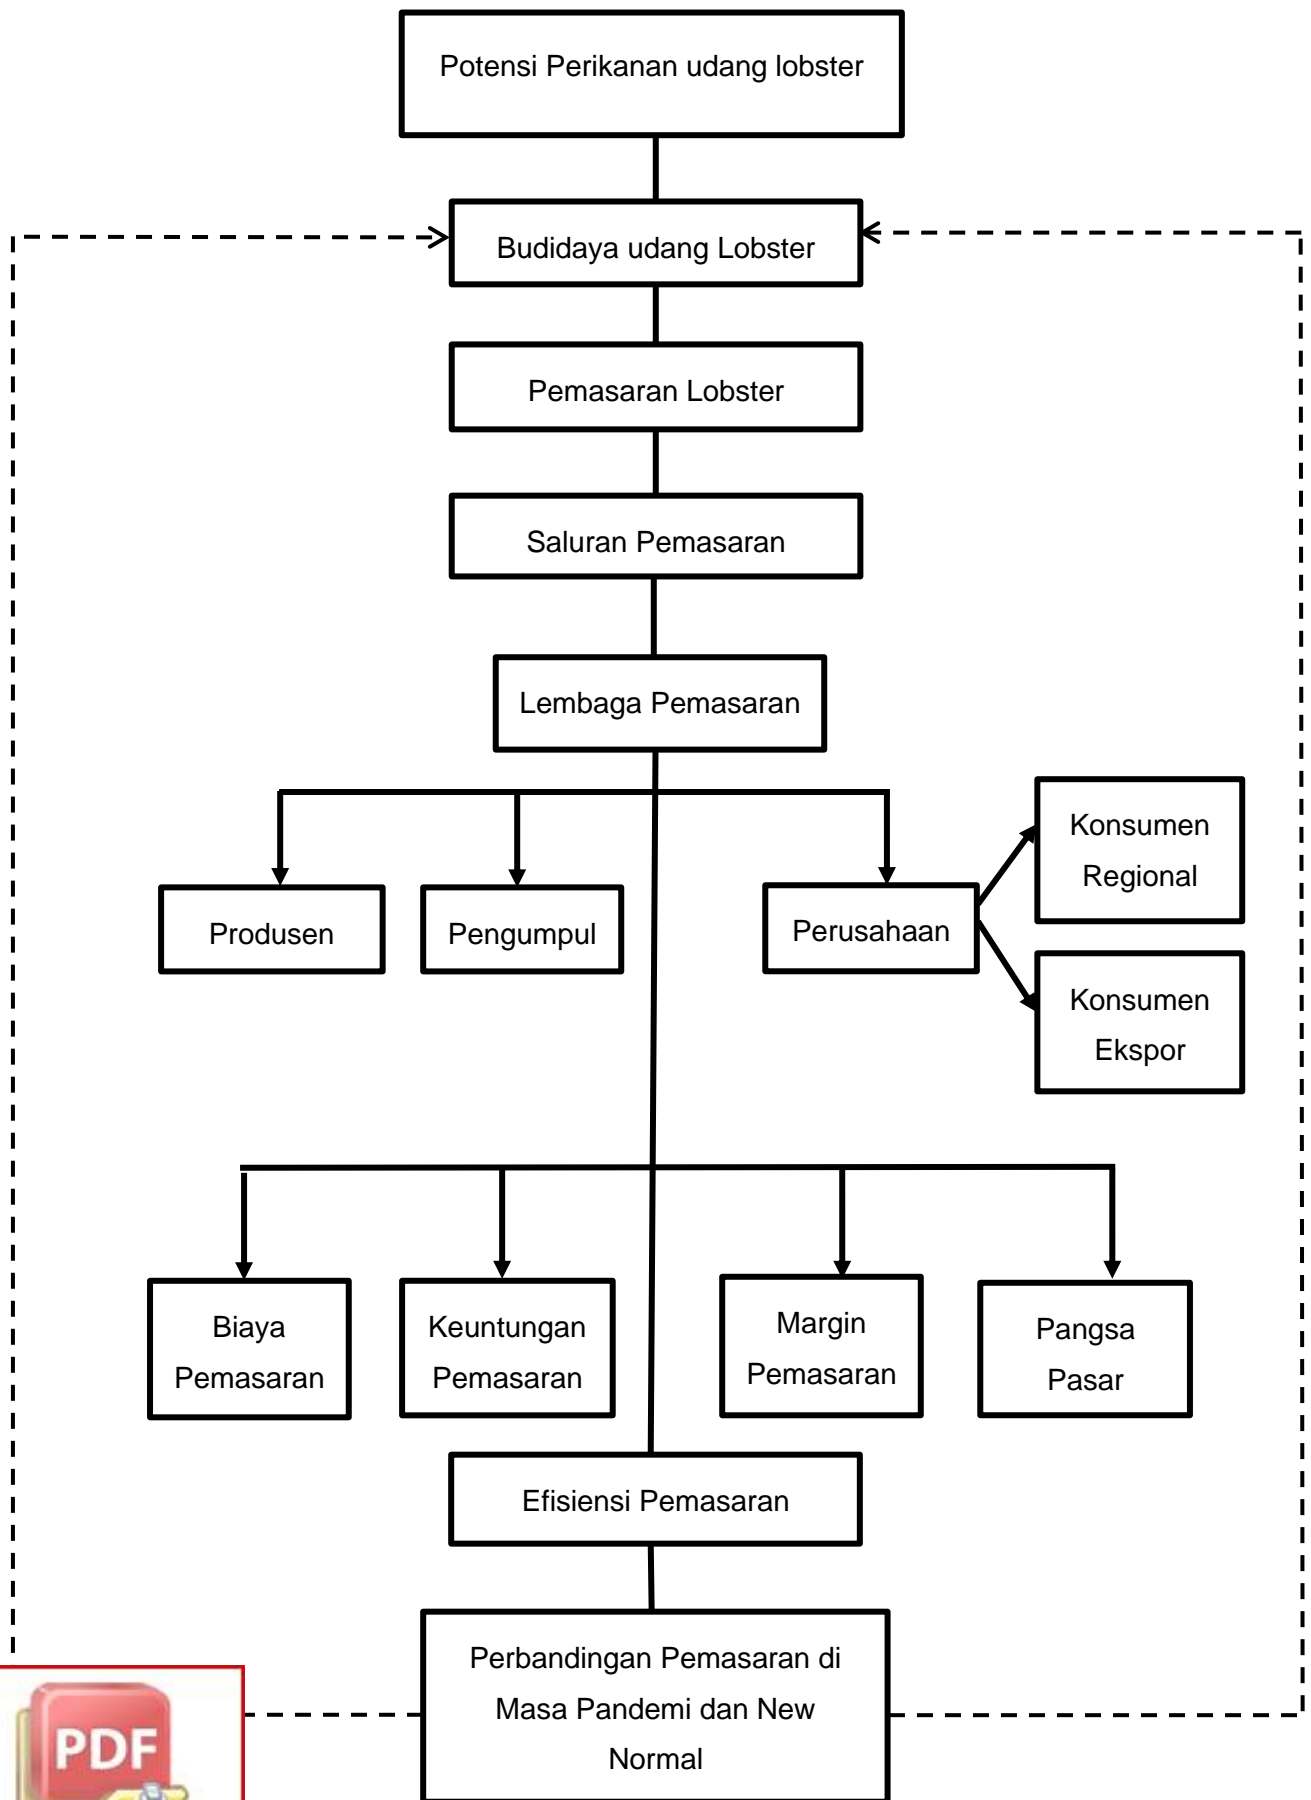 Potensi Perikanan udang lobster
Budidaya udang Lobster
Pemasaran Lobster
Saluran Pemasaran
Lembaga Pemasaran
Produsen
Pengumpul
Perusahaan
Konsumen
Regional
Konsumen
Ekspor
Biaya
Pemasaran
Keuntungan
Pemasaran
Margin
Pemasaran
Pangsa
Pasar
Efisiensi Pemasaran
Perbandingan Pemasaran di
Masa Pandemi dan New
Normal
PDF